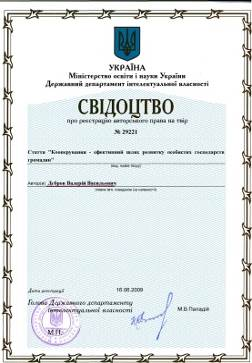 УКРАЇНА
Міністерство освіти і науки України
Державний департамент інтелектуальної власності
СВІДОЦТВО
про реєстрацію авторського права на твір
№ 29221
Стаття "Кооперування - ефективний шлях розвитку особистих господарств
громадян"
(вид, назва твору)
Автор(и) Дєбров Валерій Васильович
Дата реєстрації 16.06.2009
Голова Державного департаменту
інтелектуальної власності
М.В.Паладій
М.П.